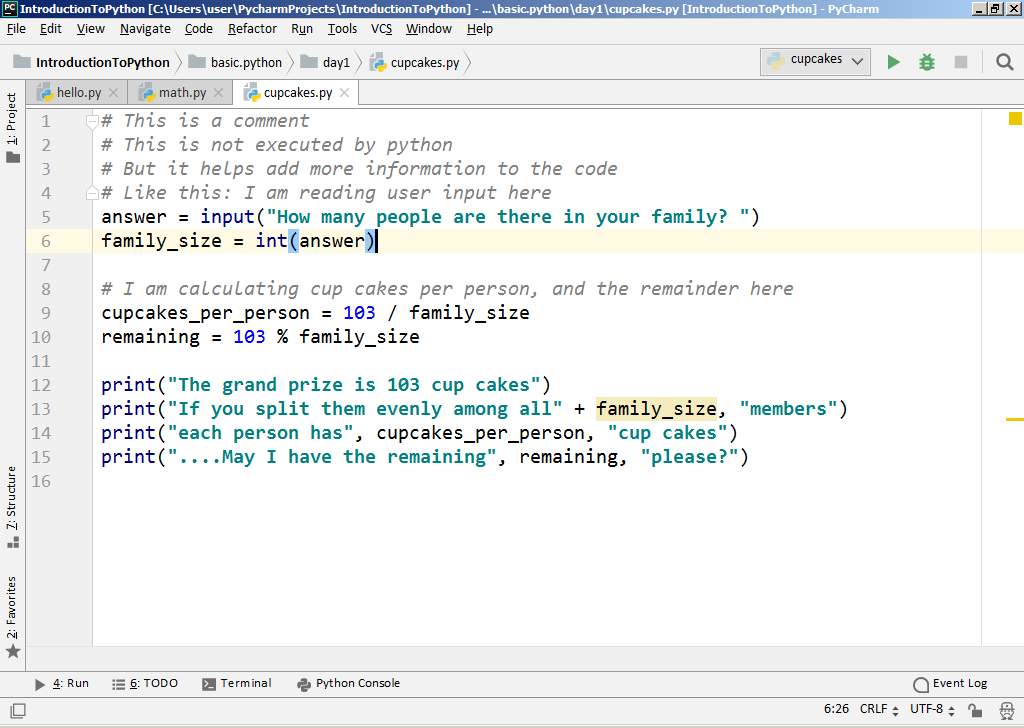 PC IntroductionToPython [C:\Users\user\PycharmProjects\IntroductionToPython] - ...\basic.python\day1\cupcakes.py [IntroductionToPython] - PyCharm
File Edit View Navigate Code Refactor Run Tools VCS Window Help
IntroductionToPython basic.python day1 cupcakes.py cupcakes
hello.py math.py cupcakes.py
1: Project
7: Structure
2: Favorites
1 # This is a comment
2 # This is not executed by python
3 # But it helps add more information to the code
4 # Like this: I am reading user input here
5 answer = input("How many people are there in your family? ")
6 family_size = int(answer)
7
8 # I am calculating cup cakes per person, and the remainder here
9 cupcakes_per_person = 103 / family_size
10 remaining = 103 % family_size
11
12 print("The grand prize is 103 cup cakes")
13 print("If you split them evenly among all" + family_size, "members")
14 print("each person has", cupcakes_per_person, "cup cakes")
15 print("....May I have the remaining", remaining, "please?")
16
4: Run 6: TODO Terminal Python Console Event Log
6:26 CRLF UTF-8